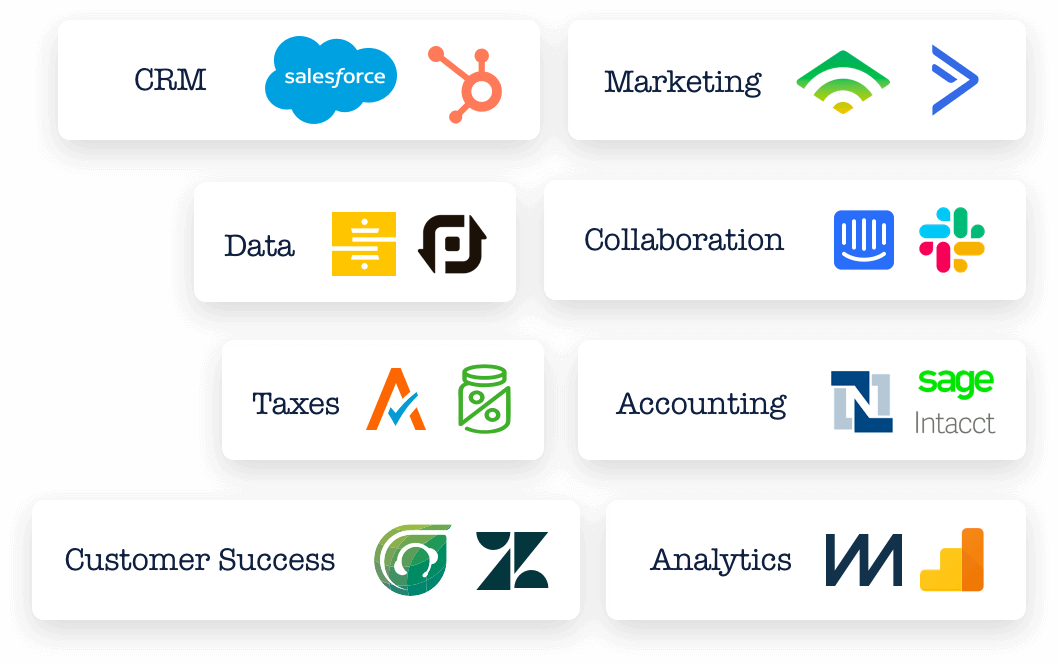 CRM
salesforce
Marketing
Data
Collaboration
Taxes
Accounting
sage
Intacct
Customer Success
Analytics